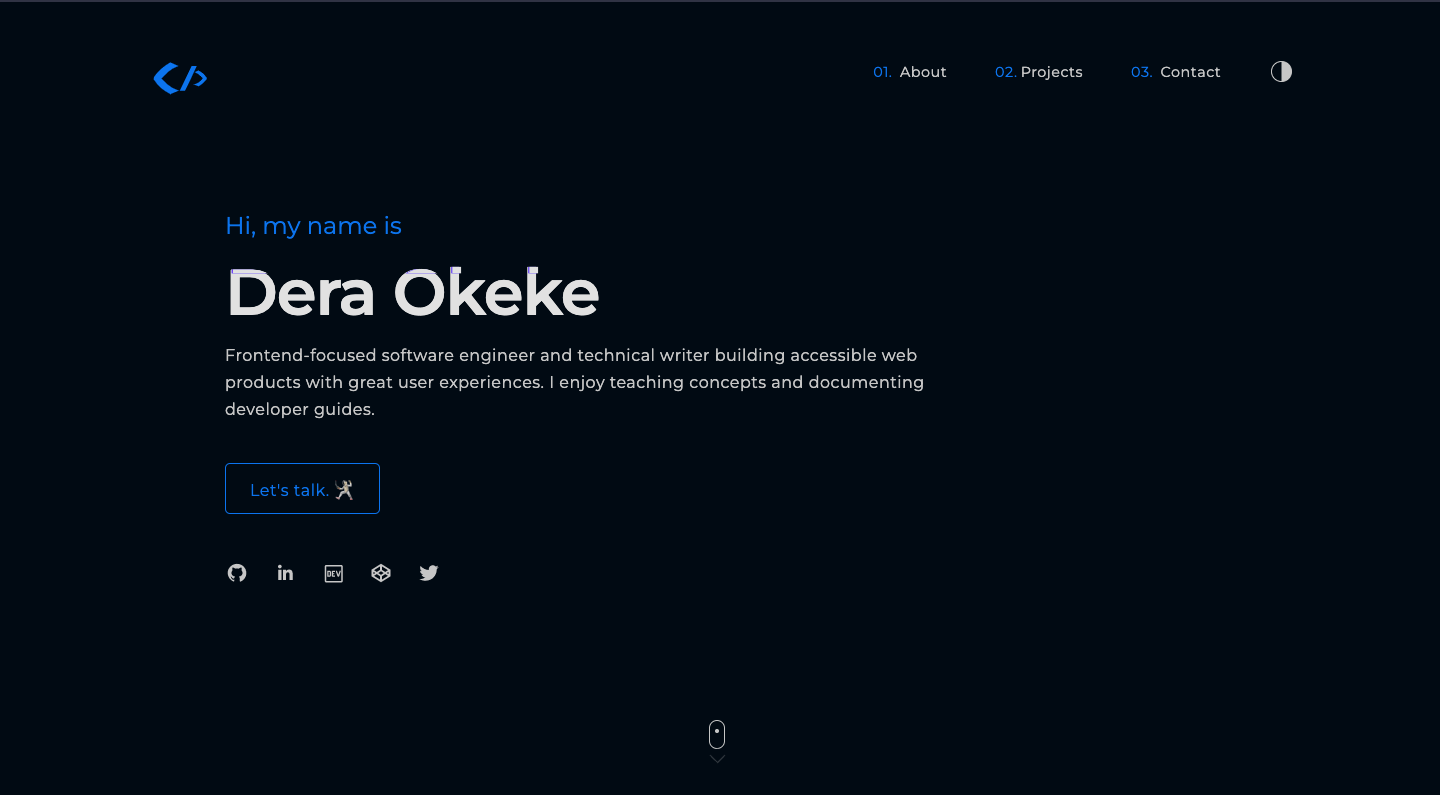 </>
01. About 02. Projects 03. Contact
Hi, my name is
Dera Okeke
Frontend-focused software engineer and technical writer building accessible web
products with great user experiences. I enjoy teaching concepts and documenting
developer guides.
Let's talk.
in DEV